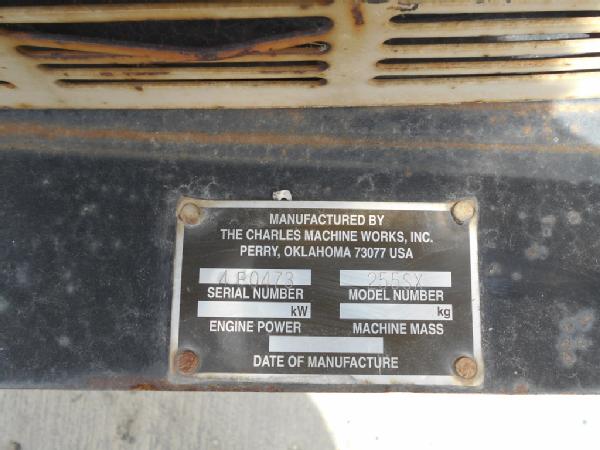 MANUFACTURED BY
THE CHARLES MACHINE WORKS, INC.
PERRY, OKLAHOMA 73077 USA
4F0473 255SX
SERIAL NUMBER MODEL NUMBER
kW kg
ENGINE POWER MACHINE MASS
DATE OF MANUFACTURE